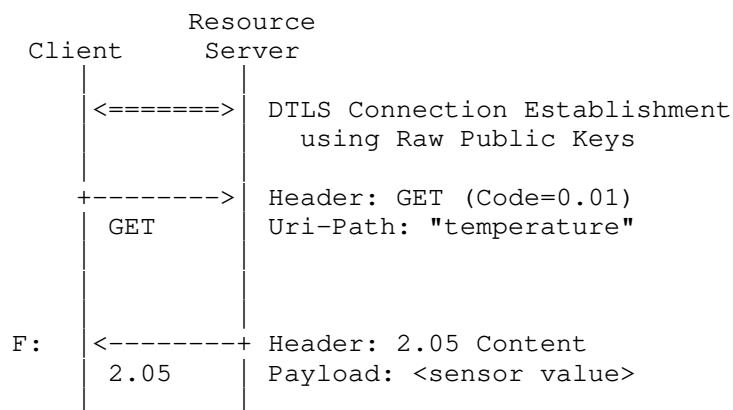 Resource
Client Server
<=======> DTLS Connection Establishment
using Raw Public Keys
+--------> Header: GET (Code=0.01)
GET Uri-Path: "temperature"
F: <--------+ Header: 2.05 Content
2.05 Payload: <sensor value>